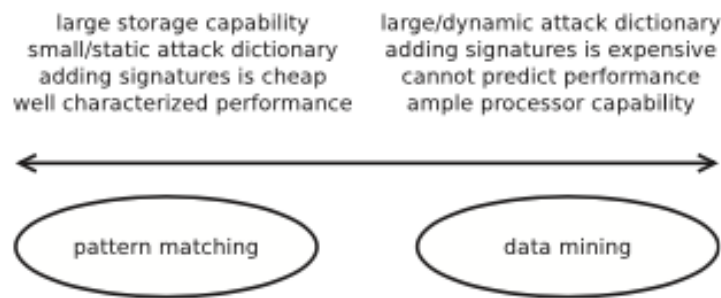 large storage capability
small/static attack dictionary
adding signatures is cheap
well characterized performance
large/dynamic attack dictionary
adding signatures is expensive
cannot predict performance
ample processor capability
pattern matching
data mining